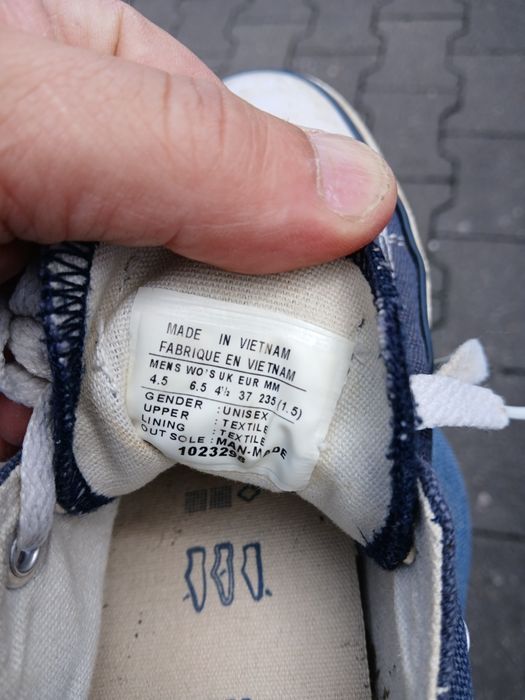 MADE IN VIETNAM
FABRIQUE EN VIETNAM
MENS WO'S UK EUR MM
4.5 6.5 4½ 37 235(1.5)
GENDER : UNISEX
UPPER : TEXTILE
LINING : TEXTILE
OUT SOLE : MAN-MADE